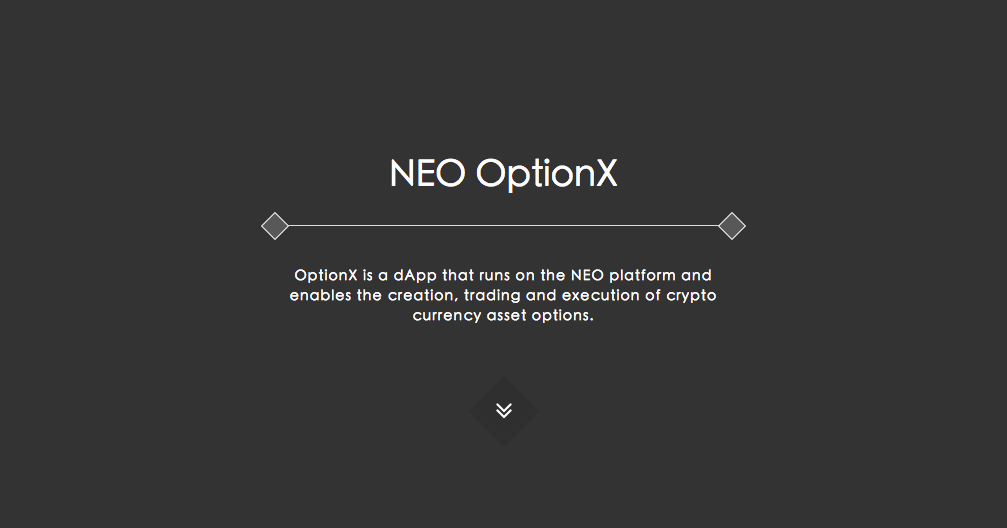 NEO OptionX
OptionX is a dApp that runs on the NEO platform and
enables the creation, trading and execution of crypto
currency asset options.